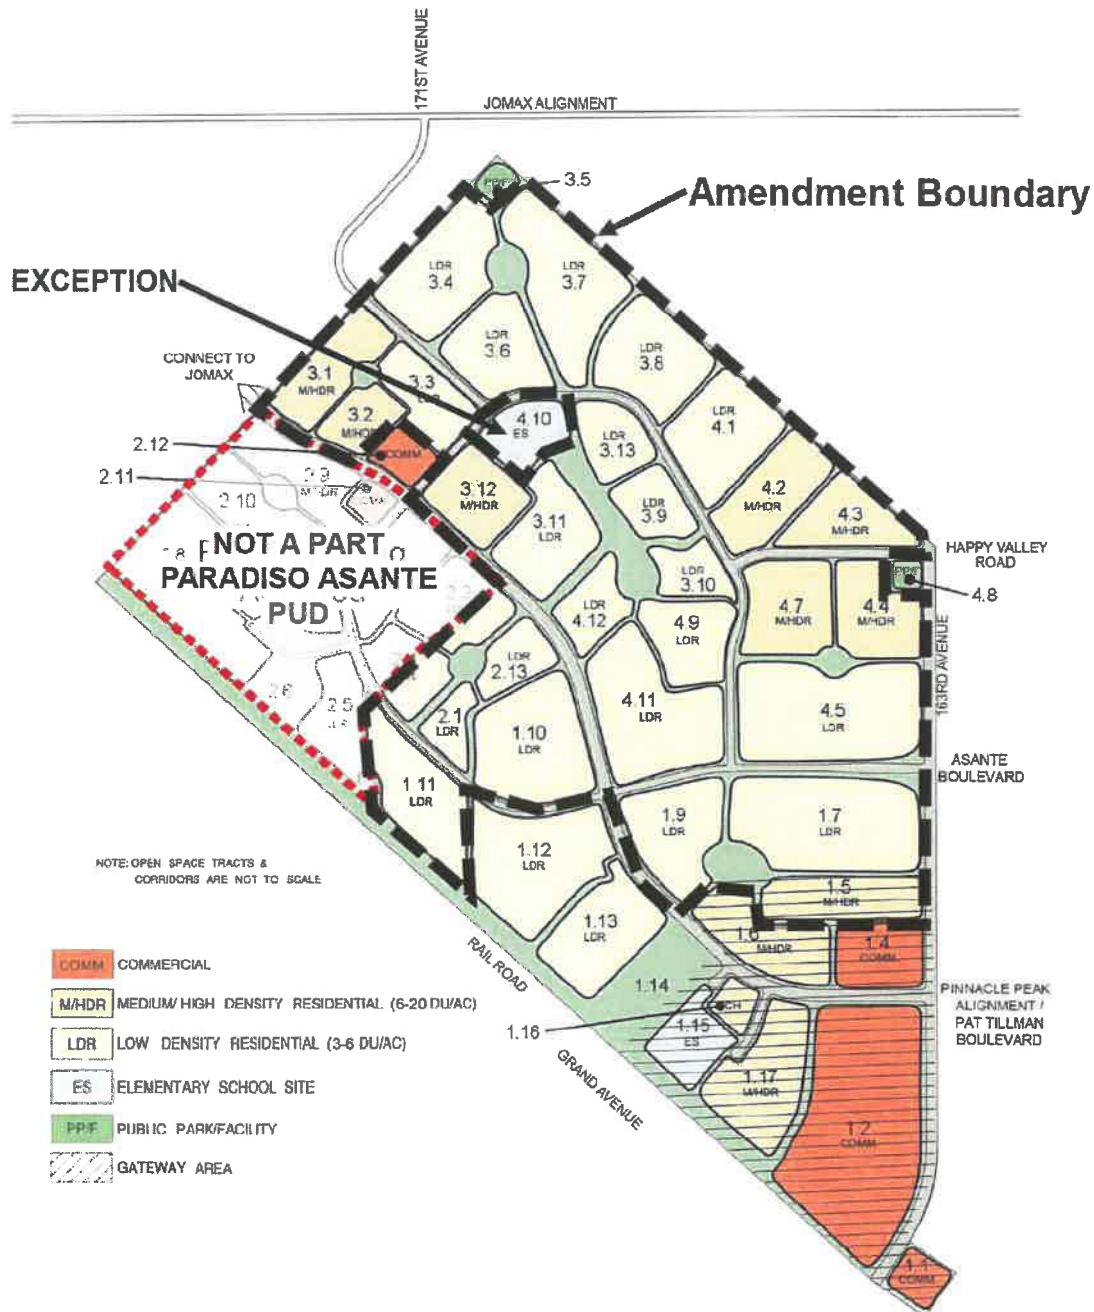 171ST AVENUE
JOMAX ALIGNMENT
3.5
Amendment Boundary
EXCEPTION
LDR
3.4
LDR
3.7
CONNECT TO
JOMAX
3.1
M/HDR
3.3
3.6
LDR
LDR
3.8
3.2
4.10
ES
LDR
4.1
2.12
COMM
LDR
3.13
2.11
3.12
M/HDR
4.2
M/HDR
4.3
M/HDR
2.10
3.11
LDR
3.9
LDR
NOT A PART
PARADISO ASANTE
PUD
HAPPY VALLEY
ROAD
LDR
3.10
4.8
LDR
4.12
4.9
LDR
4.7
M/HDR
4.4
M/HDR
LDR
2.13
2.6
2.5
2.1
LDR
4.11
LDR
4.5
LDR
163RD AVENUE
1.10
LDR
1.11
LDR
ASANTE
BOULEVARD
1.9
LDR
1.7
LDR
1.12
LDR
NOTE: OPEN SPACE TRACTS &
CORRIDORS ARE NOT TO SCALE
1.5
M/HDR
1.13
LDR
1.6
M/HDR
1.4
COMM
RAIL ROAD
1.14
PINNACLE PEAK
ALIGNMENT /
PAT TILLMAN
BOULEVARD
1.16
CH
1.15
ES
GRAND AVENUE
1.17
M/HDR
1.2
COMM
1.1
COMM
COMM COMMERCIAL
M/HDR MEDIUM/HIGH DENSITY RESIDENTIAL (6-20 DU/AC)
LDR LOW DENSITY RESIDENTIAL (3-6 DU/AC)
ES ELEMENTARY SCHOOL SITE
PP/F PUBLIC PARK/FACILITY
GATEWAY AREA